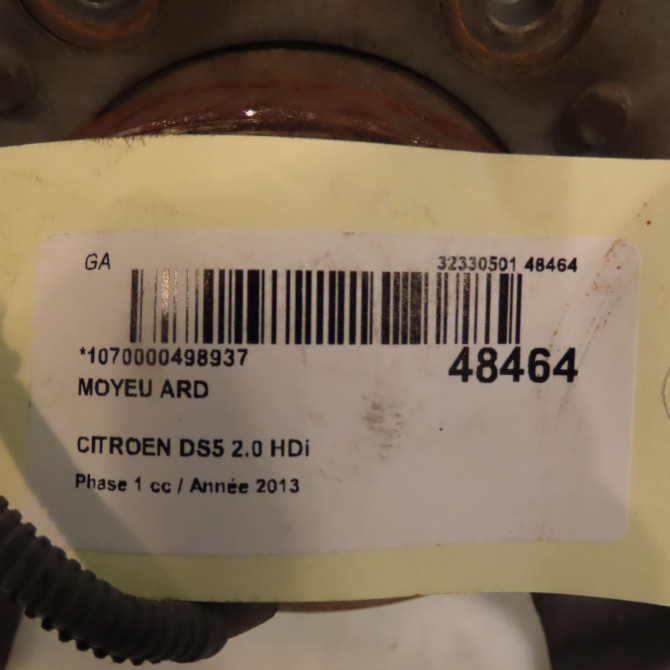 GA 32330501 48464
*1070000498937 48464
MOYEU ARD
CITROEN DS5 2.0 HDi
Phase 1 cc / Année 2013